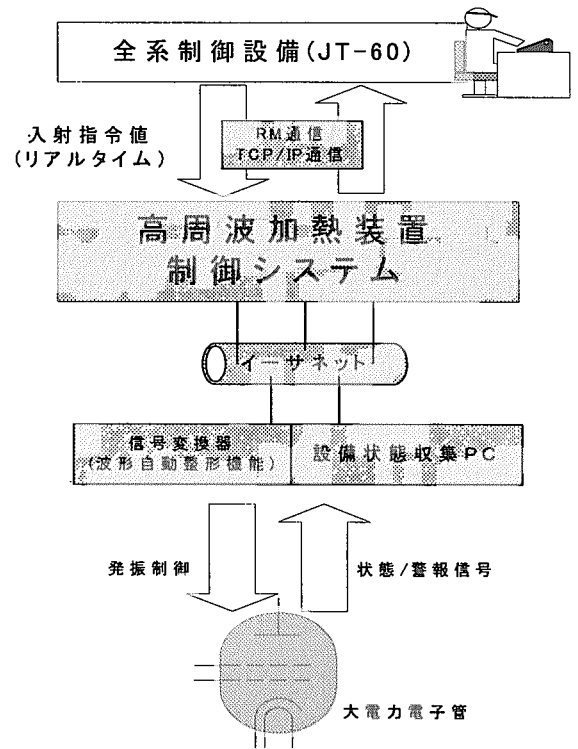 全系制御設備(JT-60)
入射指令値
(リアルタイム)
RM通信
TCP/IP通信
高周波加熱装置
制御システム
イーサネット
信号変換器
(波形自動整形機能)
設備状態収集PC
発振制御
状態/警報信号
大電力電子管